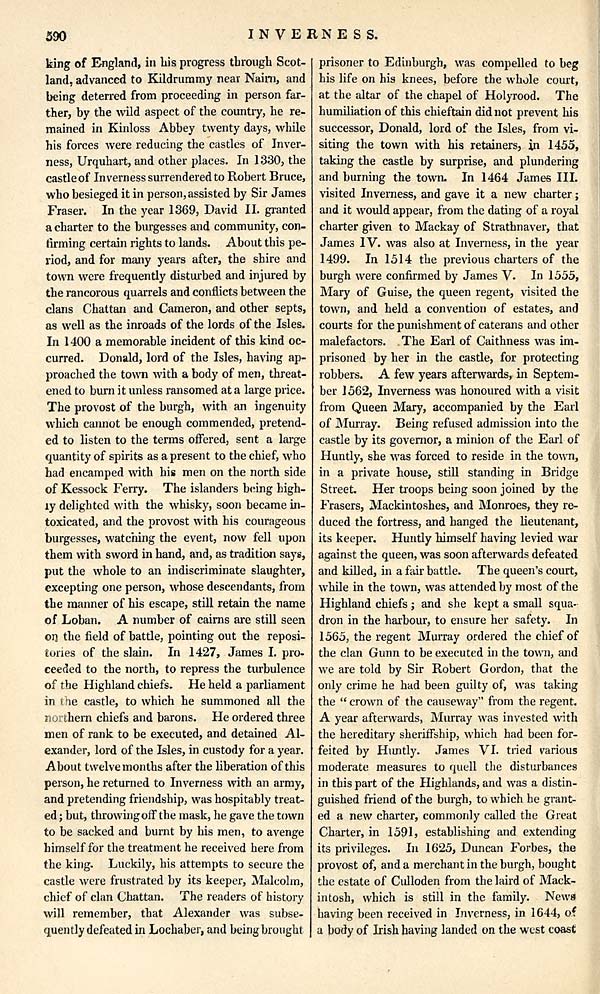 590
INVERNESS.
king of England, in his progress through Scot-
land, advanced to Kildrummy near Nairn, and
being deterred from proceeding in person far-
ther, by the wild aspect of the country, he re-
mained in Kinloss Abbey twenty days, while
his forces were reducing the castles of Inver-
ness, Urquhart, and other places. In 1330, the
castle of Inverness surrendered to Robert Bruce,
who besieged it in person, assisted by Sir James
Fraser. In the year 1369, David II. granted
a charter to the burgesses and community, con-
firming certain rights to lands. About this pe-
riod, and for many years after, the shire and
town were frequently disturbed and injured by
the rancorous quarrels and conflicts between the
clans Chattan and Cameron, and other septs,
as well as the inroads of the lords of the Isles.
In 1400 a memorable incident of this kind oc-
curred. Donald, lord of the Isles, having ap-
proached the town with a body of men, threat-
ened to burn it unless ransomed at a large price.
The provost of the burgh, with an ingenuity
which cannot be enough commended, pretend-
ed to listen to the terms offered, sent a large
quantity of spirits as a present to the chief, who
had encamped with his men on the north side
of Kessock Ferry. The islanders being high-
ly delighted with the whisky, soon became in-
toxicated, and the provost with his courageous
burgesses, watching the event, now fell upon
them with sword in hand, and, as tradition says,
put the whole to an indiscriminate slaughter,
excepting one person, whose descendants, from
the manner of his escape, still retain the name
of Loban. A number of cairns are still seen
on the field of battle, pointing out the reposi-
tories of the slain. In 1427, James I. pro-
ceeded to the north, to repress the turbulence
of the Highland chiefs. He held a parliament
in the castle, to which he summoned all the
northern chiefs and barons. He ordered three
men of rank to be executed, and detained Al-
exander, lord of the Isles, in custody for a year.
About twelve months after the liberation of this
person, he returned to Inverness with an army,
and pretending friendship, was hospitably treat-
ed; but, throwing off the mask, he gave the town
to be sacked and burnt by his men, to avenge
himself for the treatment he received here from
the king. Luckily, his attempts to secure the
castle were frustrated by its keeper, Malcolm,
chief of clan Chattan. The readers of history
will remember, that Alexander was subse-
quently defeated in Lochaber, and being brought
prisoner to Edinburgh, was compelled to beg
his life on his knees, before the whole court,
at the altar of the chapel of Holyrood. The
humiliation of this chieftain did not prevent his
successor, Donald, lord of the Isles, from vi-
siting the town with his retainers, in 1455,
taking the castle by surprise, and plundering
and burning the town. In 1464 James III.
visited Inverness, and gave it a new charter;
and it would appear, from the dating of a royal
charter given to Mackay of Strathnaver, that
James IV. was also at Inverness, in the year
1499. In 1514 the previous charters of the
burgh were confirmed by James V. In 1555,
Mary of Guise, the queen regent, visited the
town, and held a convention of estates, and
courts for the punishment of caterans and other
malefactors. The Earl of Caithness was im-
prisoned by her in the castle, for protecting
robbers. A few years afterwards, in Septem-
ber 1562, Inverness was honoured with a visit
from Queen Mary, accompanied by the Earl
of Murray. Being refused admission into the
castle by its governor, a minion of the Earl of
Huntly, she was forced to reside in the town,
in a private house, still standing in Bridge
Street. Her troops being soon joined by the
Frasers, Mackintoshes, and Monroes, they re-
duced the fortress, and hanged the lieutenant,
its keeper. Huntly himself having levied war
against the queen, was soon afterwards defeated
and killed, in a fair battle. The queen's court,
while in the town, was attended by most of the
Highland chiefs; and she kept a small squa-
dron in the harbour, to ensure her safety. In
1565, the regent Murray ordered the chief of
the clan Gunn to be executed in the town, and
we are told by Sir Robert Gordon, that the
only crime he had been guilty of, was taking
the "crown of the causeway" from the regent.
A year afterwards, Murray was invested with
the hereditary sheriffship, which had been for-
feited by Huntly. James VI. tried various
moderate measures to quell the disturbances
in this part of the Highlands, and was a distin-
guished friend of the burgh, to which he grant-
ed a new charter, commonly called the Great
Charter, in 1591, establishing and extending
its privileges. In 1625, Duncan Forbes, the
provost of, and a merchant in the burgh, bought
the estate of Culloden from the laird of Mack-
intosh, which is still in the family. News
having been received in Inverness, in 1644, of
a body of Irish having landed on the west coast